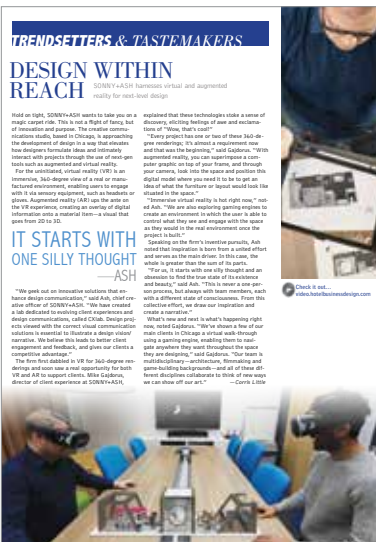 TRENDSETTERS & TASTEMAKERS
DESIGN WITHIN
REACH
SONNY+ASH harnesses virtual and augmented
reality for next-level design
Hold on tight, SONNY+ASH wants to take you on a
magic carpet ride. This is not a flight of fancy, but
of innovation and purpose. The creative commu-
nications studio, based in Chicago, is approaching
the development of design in a way that elevates
how designers formulate ideas and intimately
interact with projects through the use of next-gen
tools such as augmented and virtual reality.
For the uninitiated, virtual reality (VR) is an
immersive, 360-degree view of a real or manu-
factured environment, enabling users to engage
with it via sensory equipment, such as headsets or
gloves. Augmented reality (AR) ups the ante on
the VR experience, creating an overlay of digital
information onto a material item—a visual that
goes from 2D to 3D.
IT STARTS WITH
ONE SILLY THOUGHT
—ASH
"We geek out on innovative solutions that en-
hance design communication," said Ash, chief cre-
ative officer of SONNY+ASH. "We have created
a lab dedicated to evolving client experiences and
design communications, called CXlab. Design proj-
ects viewed with the correct visual communication
solutions is essential to illustrate a design vision/
narrative. We believe this leads to better client
engagement and feedback, and gives our clients a
competitive advantage."
The firm first dabbled in VR for 360-degree ren-
derings and soon saw a real opportunity for both
VR and AR to support clients. Mike Gajdorus,
director of client experience at SONNY+ASH,
explained that these technologies stoke a sense of
discovery, eliciting feelings of awe and exclama-
tions of "Wow, that's cool!"
"Every project has one or two of these 360-de-
gree renderings; it's almost a requirement now
and that was the beginning," said Gajdorus. "With
augmented reality, you can superimpose a com-
puter graphic on top of your frame, and through
your camera, look into the space and position this
digital model where you need it to be to get an
idea of what the furniture or layout would look like
situated in the space."
"Immersive virtual reality is hot right now," not-
ed Ash. "We are also exploring gaming engines to
create an environment in which the user is able to
control what they see and engage with the space
as they would in the real environment once the
project is built."
Speaking on the firm's inventive pursuits, Ash
noted that inspiration is born from a united effort
and serves as the main driver. In this case, the
whole is greater than the sum of its parts.
"For us, it starts with one silly thought and an
obsession to find the true state of its existence
and beauty," said Ash. "This is never a one-per-
son process, but always with team members, each
with a different state of consciousness. From this
collective effort, we draw our inspiration and
create a narrative."
What's new and next is what's happening right
now, noted Gajdorus. "We've shown a few of our
main clients in Chicago a virtual walk-through
using a gaming engine, enabling them to navi-
gate anywhere they want throughout the space
they are designing," said Gajdorus. "Our team is
multidisciplinary—architecture, filmmaking and
game-building backgrounds—and all of these dif-
ferent disciplines collaborate to think of new ways
we can show off our art." —Corris Little
Check it out...
video.hotelbusinessdesign.com